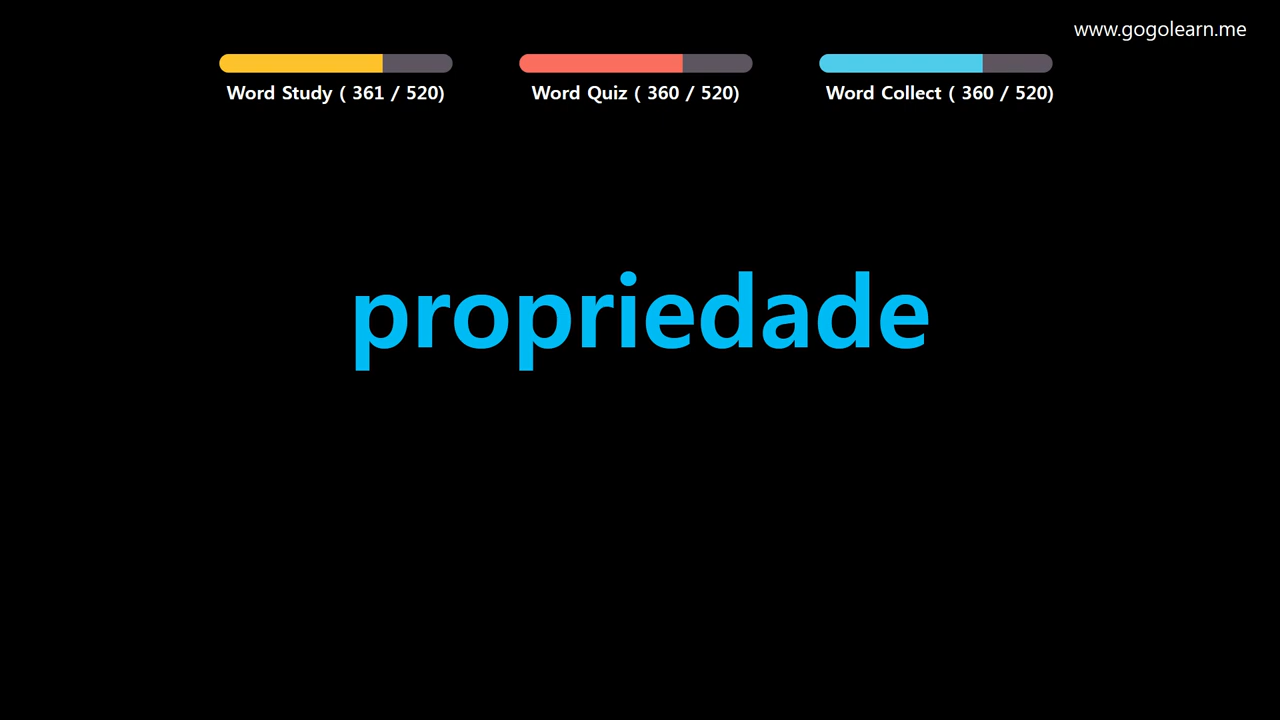 www.gogolearn.me
Word Study ( 361 / 520)
Word Quiz ( 360 / 520)
Word Collect ( 360 / 520)
propriedade